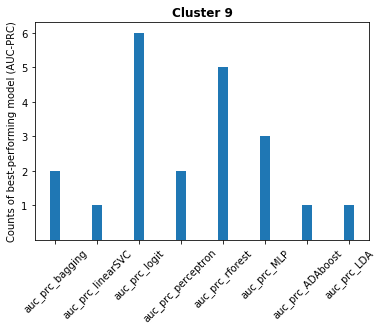 Cluster 9
Counts of best-performing model (AUC-PRC)
6
5
4
3
2
1
auc_prc_bagging
auc_prc_linearSVC
auc_prc_logit
auc_prc_perceptron
auc_prc_rforest
auc_prc_MLP
auc_prc_ADAboost
auc_prc_LDA